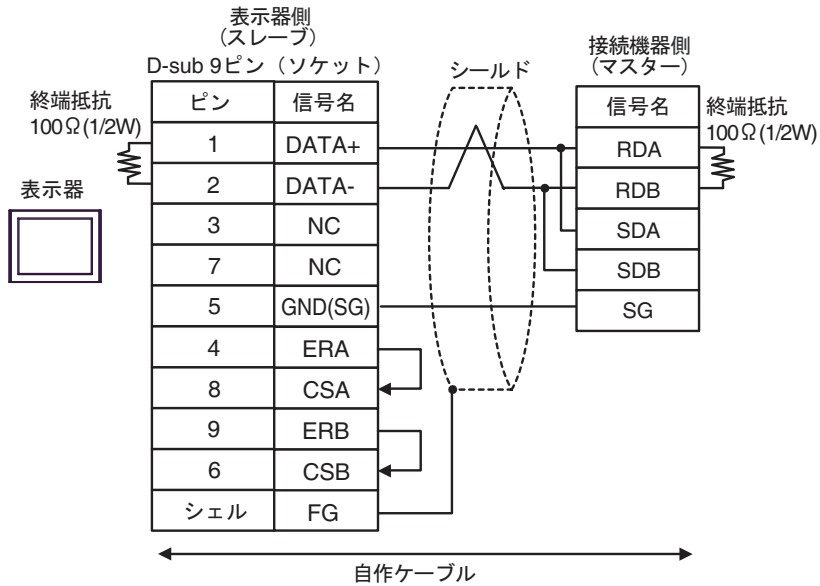 表示器側
（スレーブ）
D-sub 9ピン（ソケット）
シールド
接続機器側
（マスター）
終端抵抗
100Ω(1/2W)
ピン 信号名
1 DATA+
2 DATA-
3 NC
7 NC
5 GND(SG)
4 ERA
8 CSA
9 ERB
6 CSB
シェル FG
表示器
信号名
RDA
RDB
SDA
SDB
SG
終端抵抗
100Ω(1/2W)
自作ケーブル